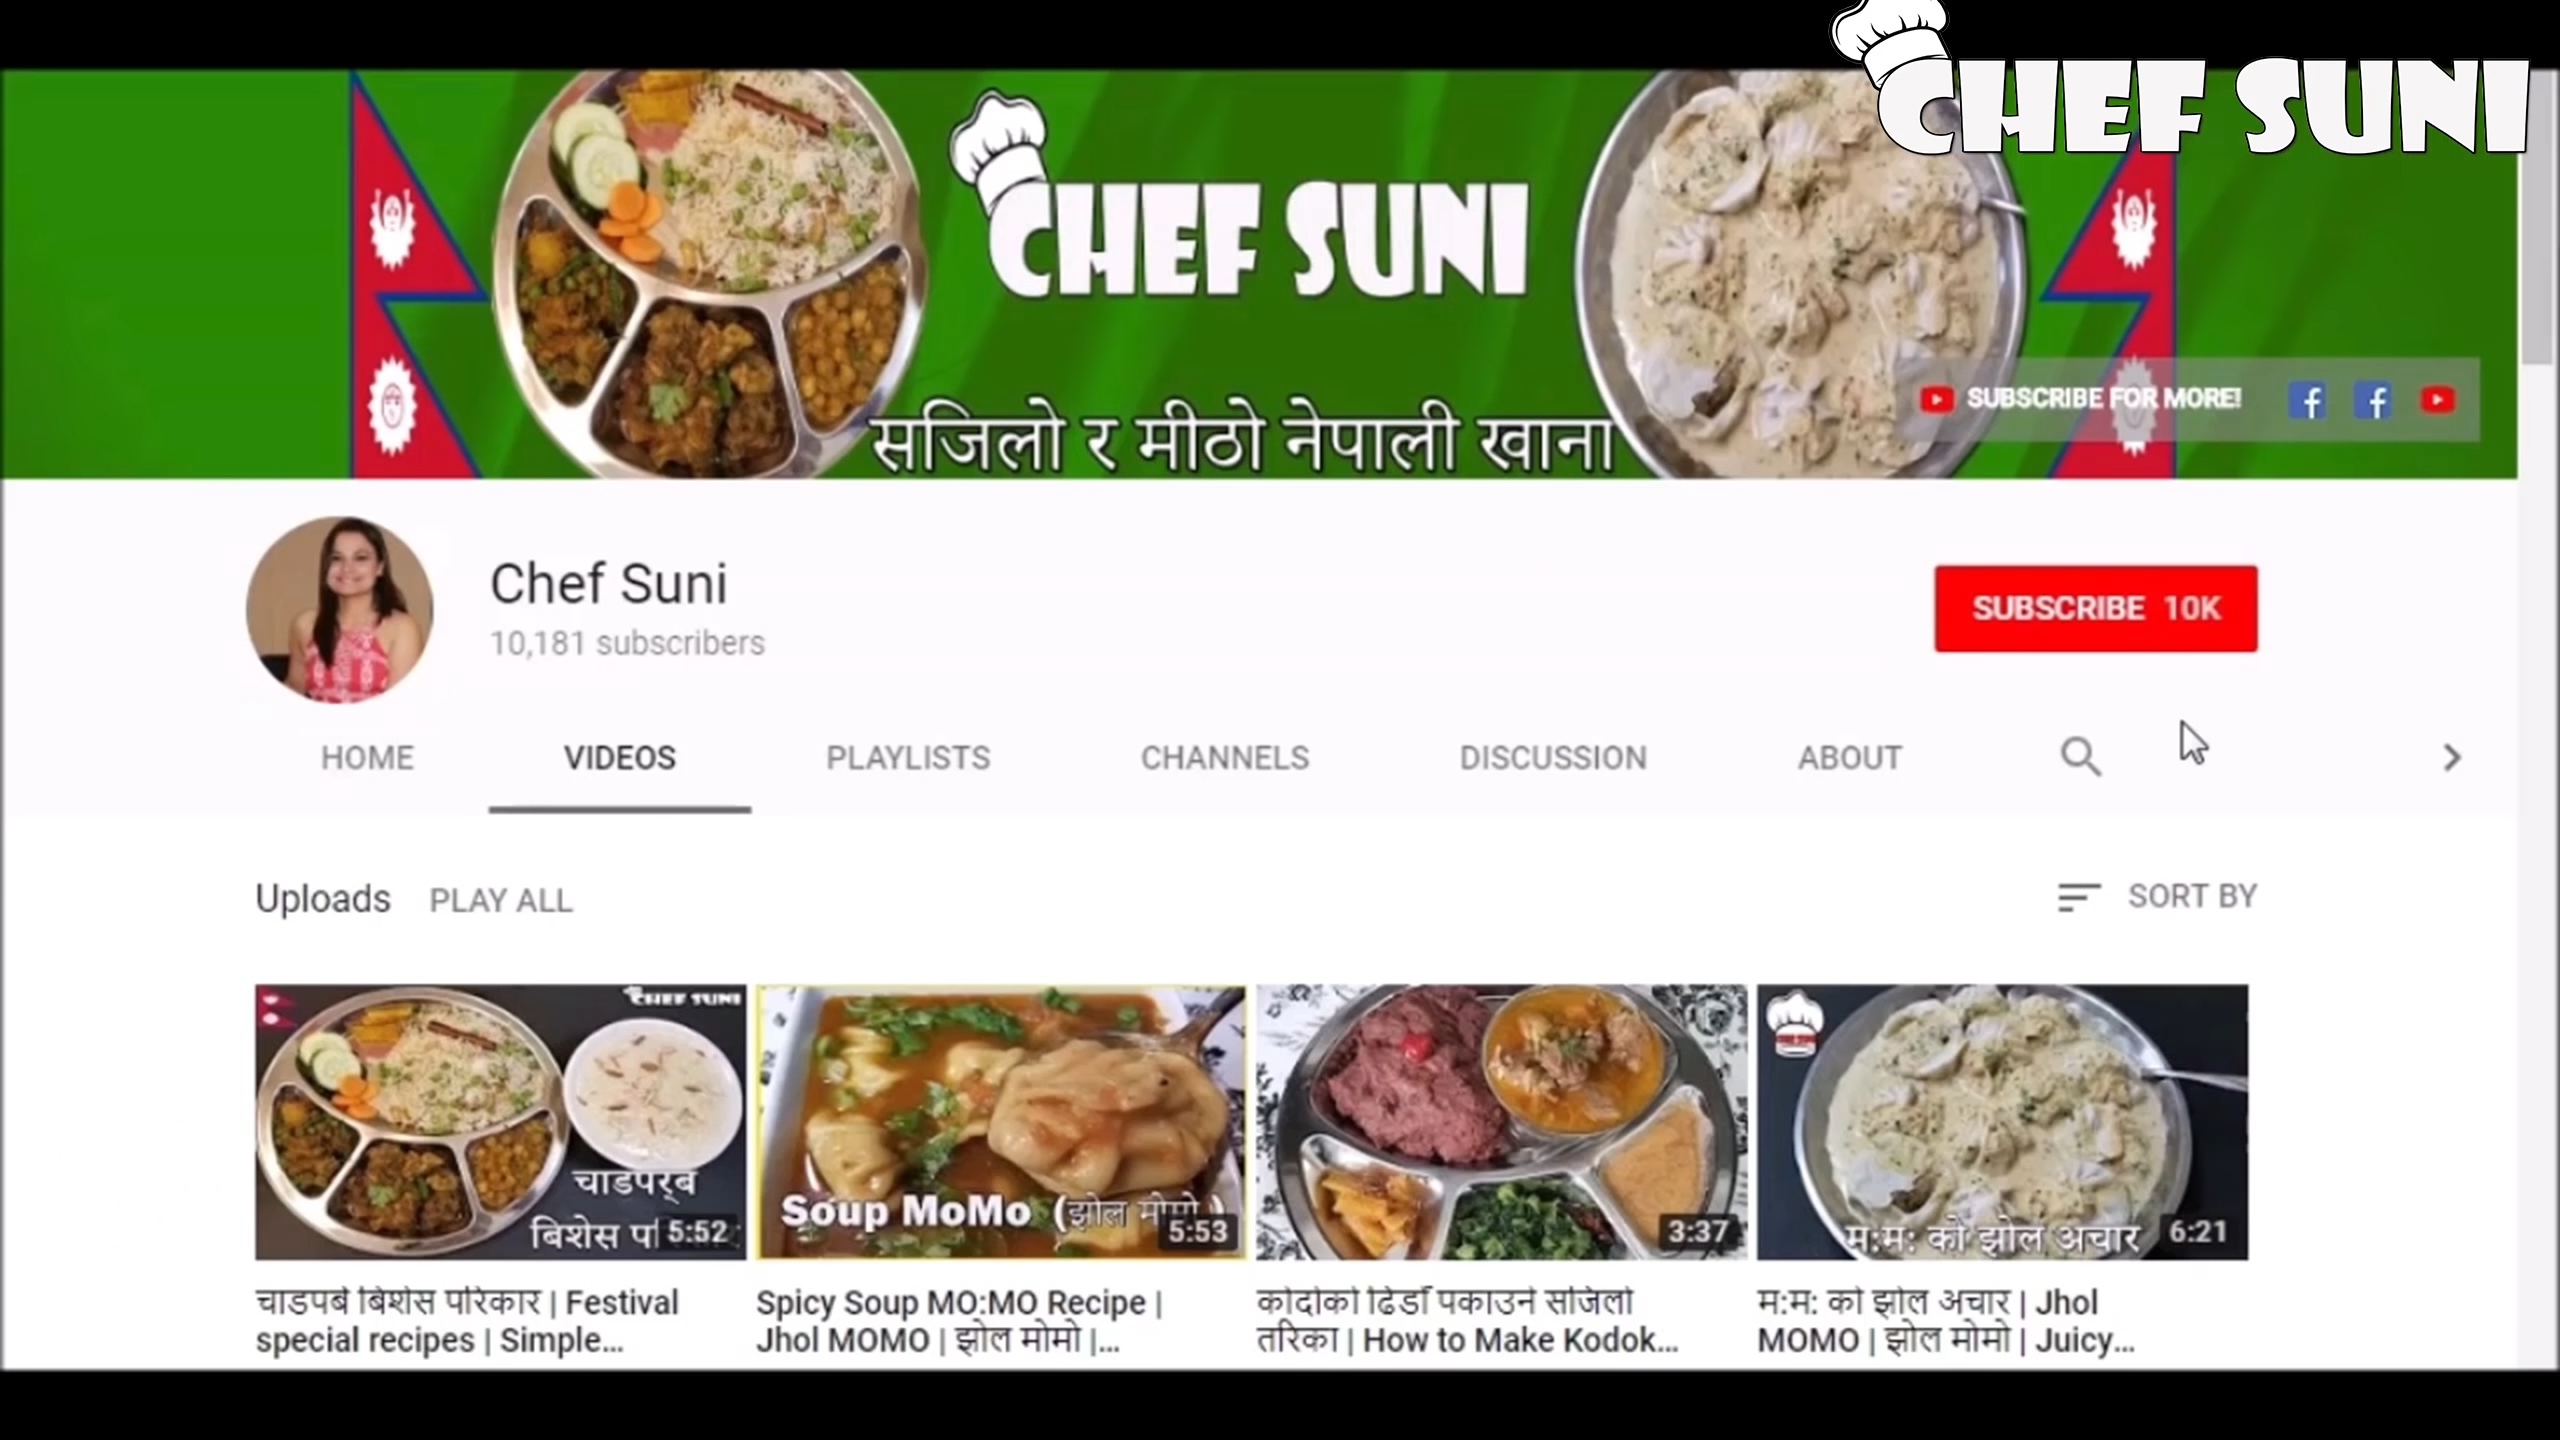 CHEF SUNI
CHEF SUNI
सजिलो र मीठो नेपाली खाना
SUBSCRIBE FOR MORE!
Chef Suni
10,181 subscribers
SUBSCRIBE 10K
HOME VIDEOS PLAYLISTS CHANNELS DISCUSSION ABOUT
Uploads PLAY ALL SORT BY
CHEF SUNI
चाडपर्ब
बिशेस 5:52
Soup MoMo (झोल मोमो) 5:53
3:37
म:म: को झोल अचार 6:21
चाडपर्ब बिशेस परिकार | Festival
special recipes | Simple...
Spicy Soup MO:MO Recipe |
Jhol MOMO | झोल मोमो |...
कोदोको ढिडाँ पकाउने सजिलो
तरिका | How to Make Kodok...
म:म: को झोल अचार | Jhol
MOMO | झोल मोमो | Juicy...